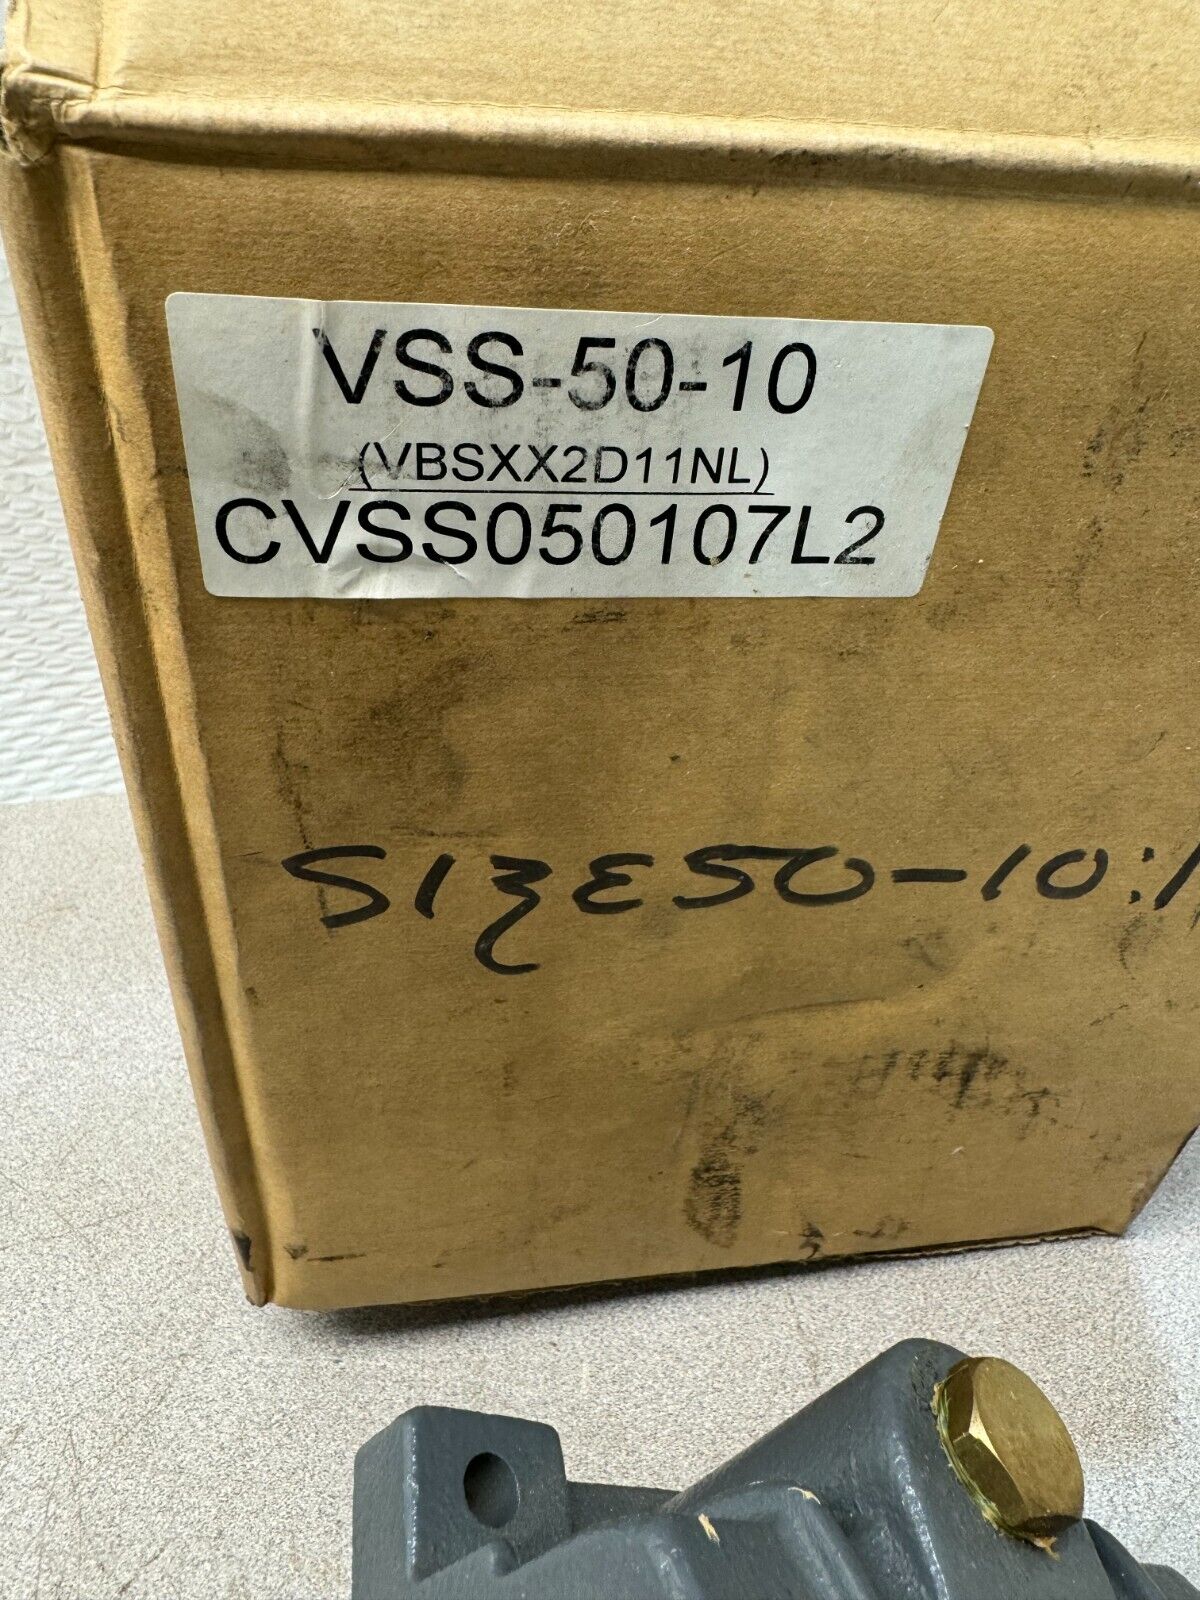 VSS-50-10
(VBSXX2D11NL)
CVSS050107L2
SIZE50-10:1